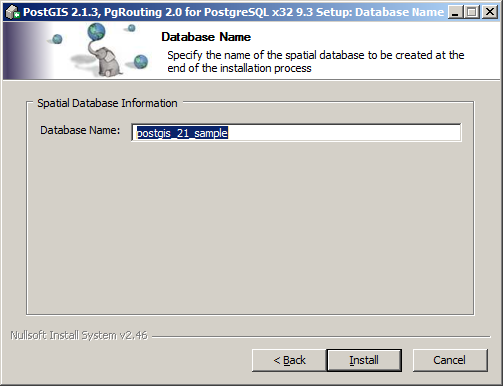 PostGIS 2.1.3, PgRouting 2.0 for PostgreSQL x32 9.3 Setup: Database Name
Database Name
Specify the name of the spatial database to be created at the
end of the installation process
Spatial Database Information
Database Name: postgis_21_sample
Nullsoft Install System v2.46
< Back Install Cancel